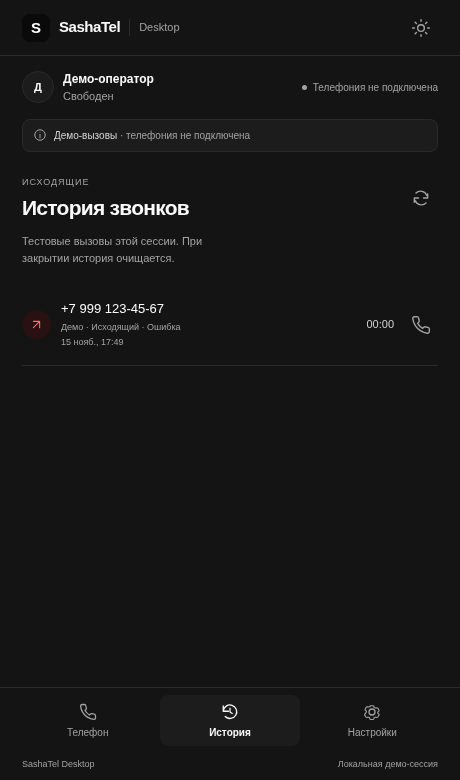 S SashaTel Desktop
Д Демо-оператор
Свободен
Телефония не подключена
Демо-вызовы · телефония не подключена
ИСХОДЯЩИЕ
История звонков
Тестовые вызовы этой сессии. При
закрытии история очищается.
+7 999 123-45-67
Демо · Исходящий · Ошибка
15 нояб., 17:49
00:00
Телефон История Настройки
SashaTel Desktop Локальная демо-сессия